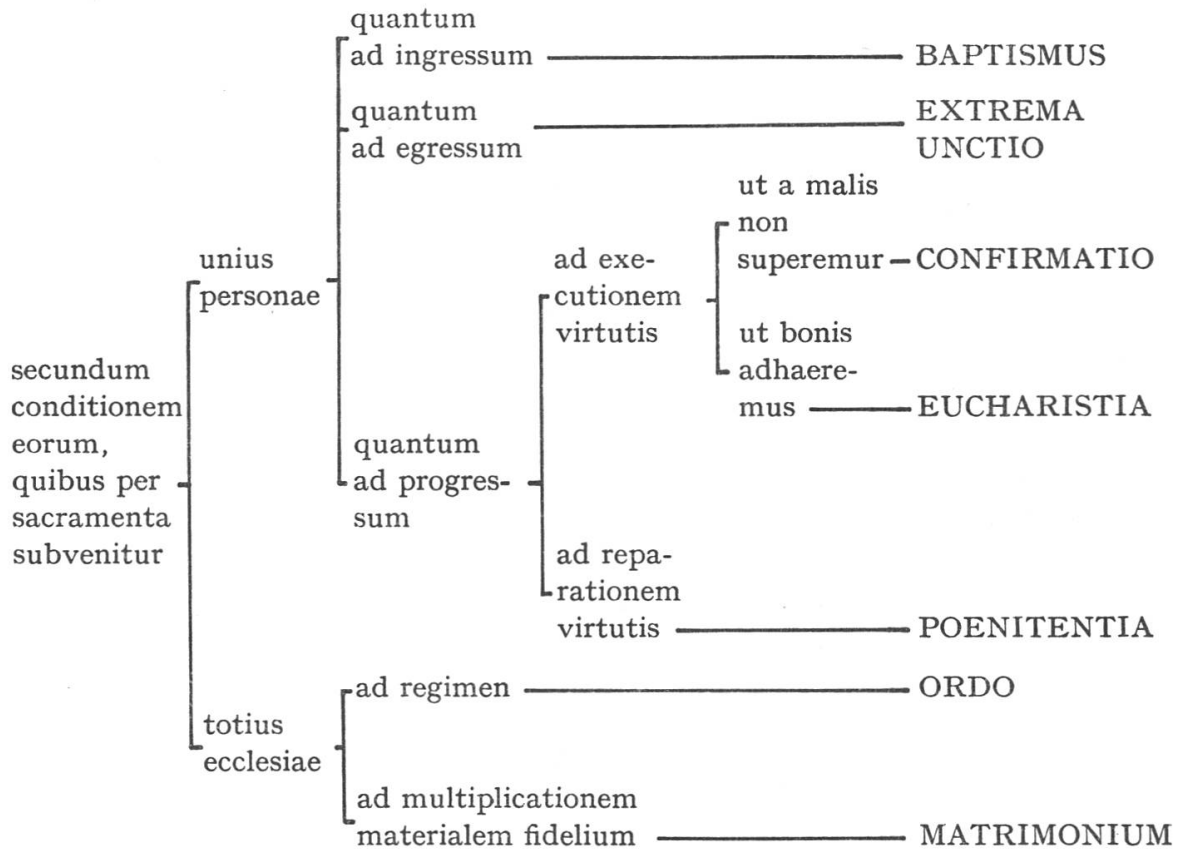 quantum
ad ingressum BAPTISMUS
quantum
ad egressum
EXTREMA
UNCTIO
unius
personae
ad exe-
cutionem
virtutis
ut a malis
non
superemur CONFIRMATIO
ut bonis
adhaere-
mus EUCHARISTIA
secundum
conditionem
eorum,
quibus per
sacramenta
subvenitur
quantum
ad progres-
sum
ad repa-
rationem
virtutis POENITENTIA
totius
ecclesiae
ad regimen ORDO
ad multiplicationem
materialem fidelium MATRIMONIUM